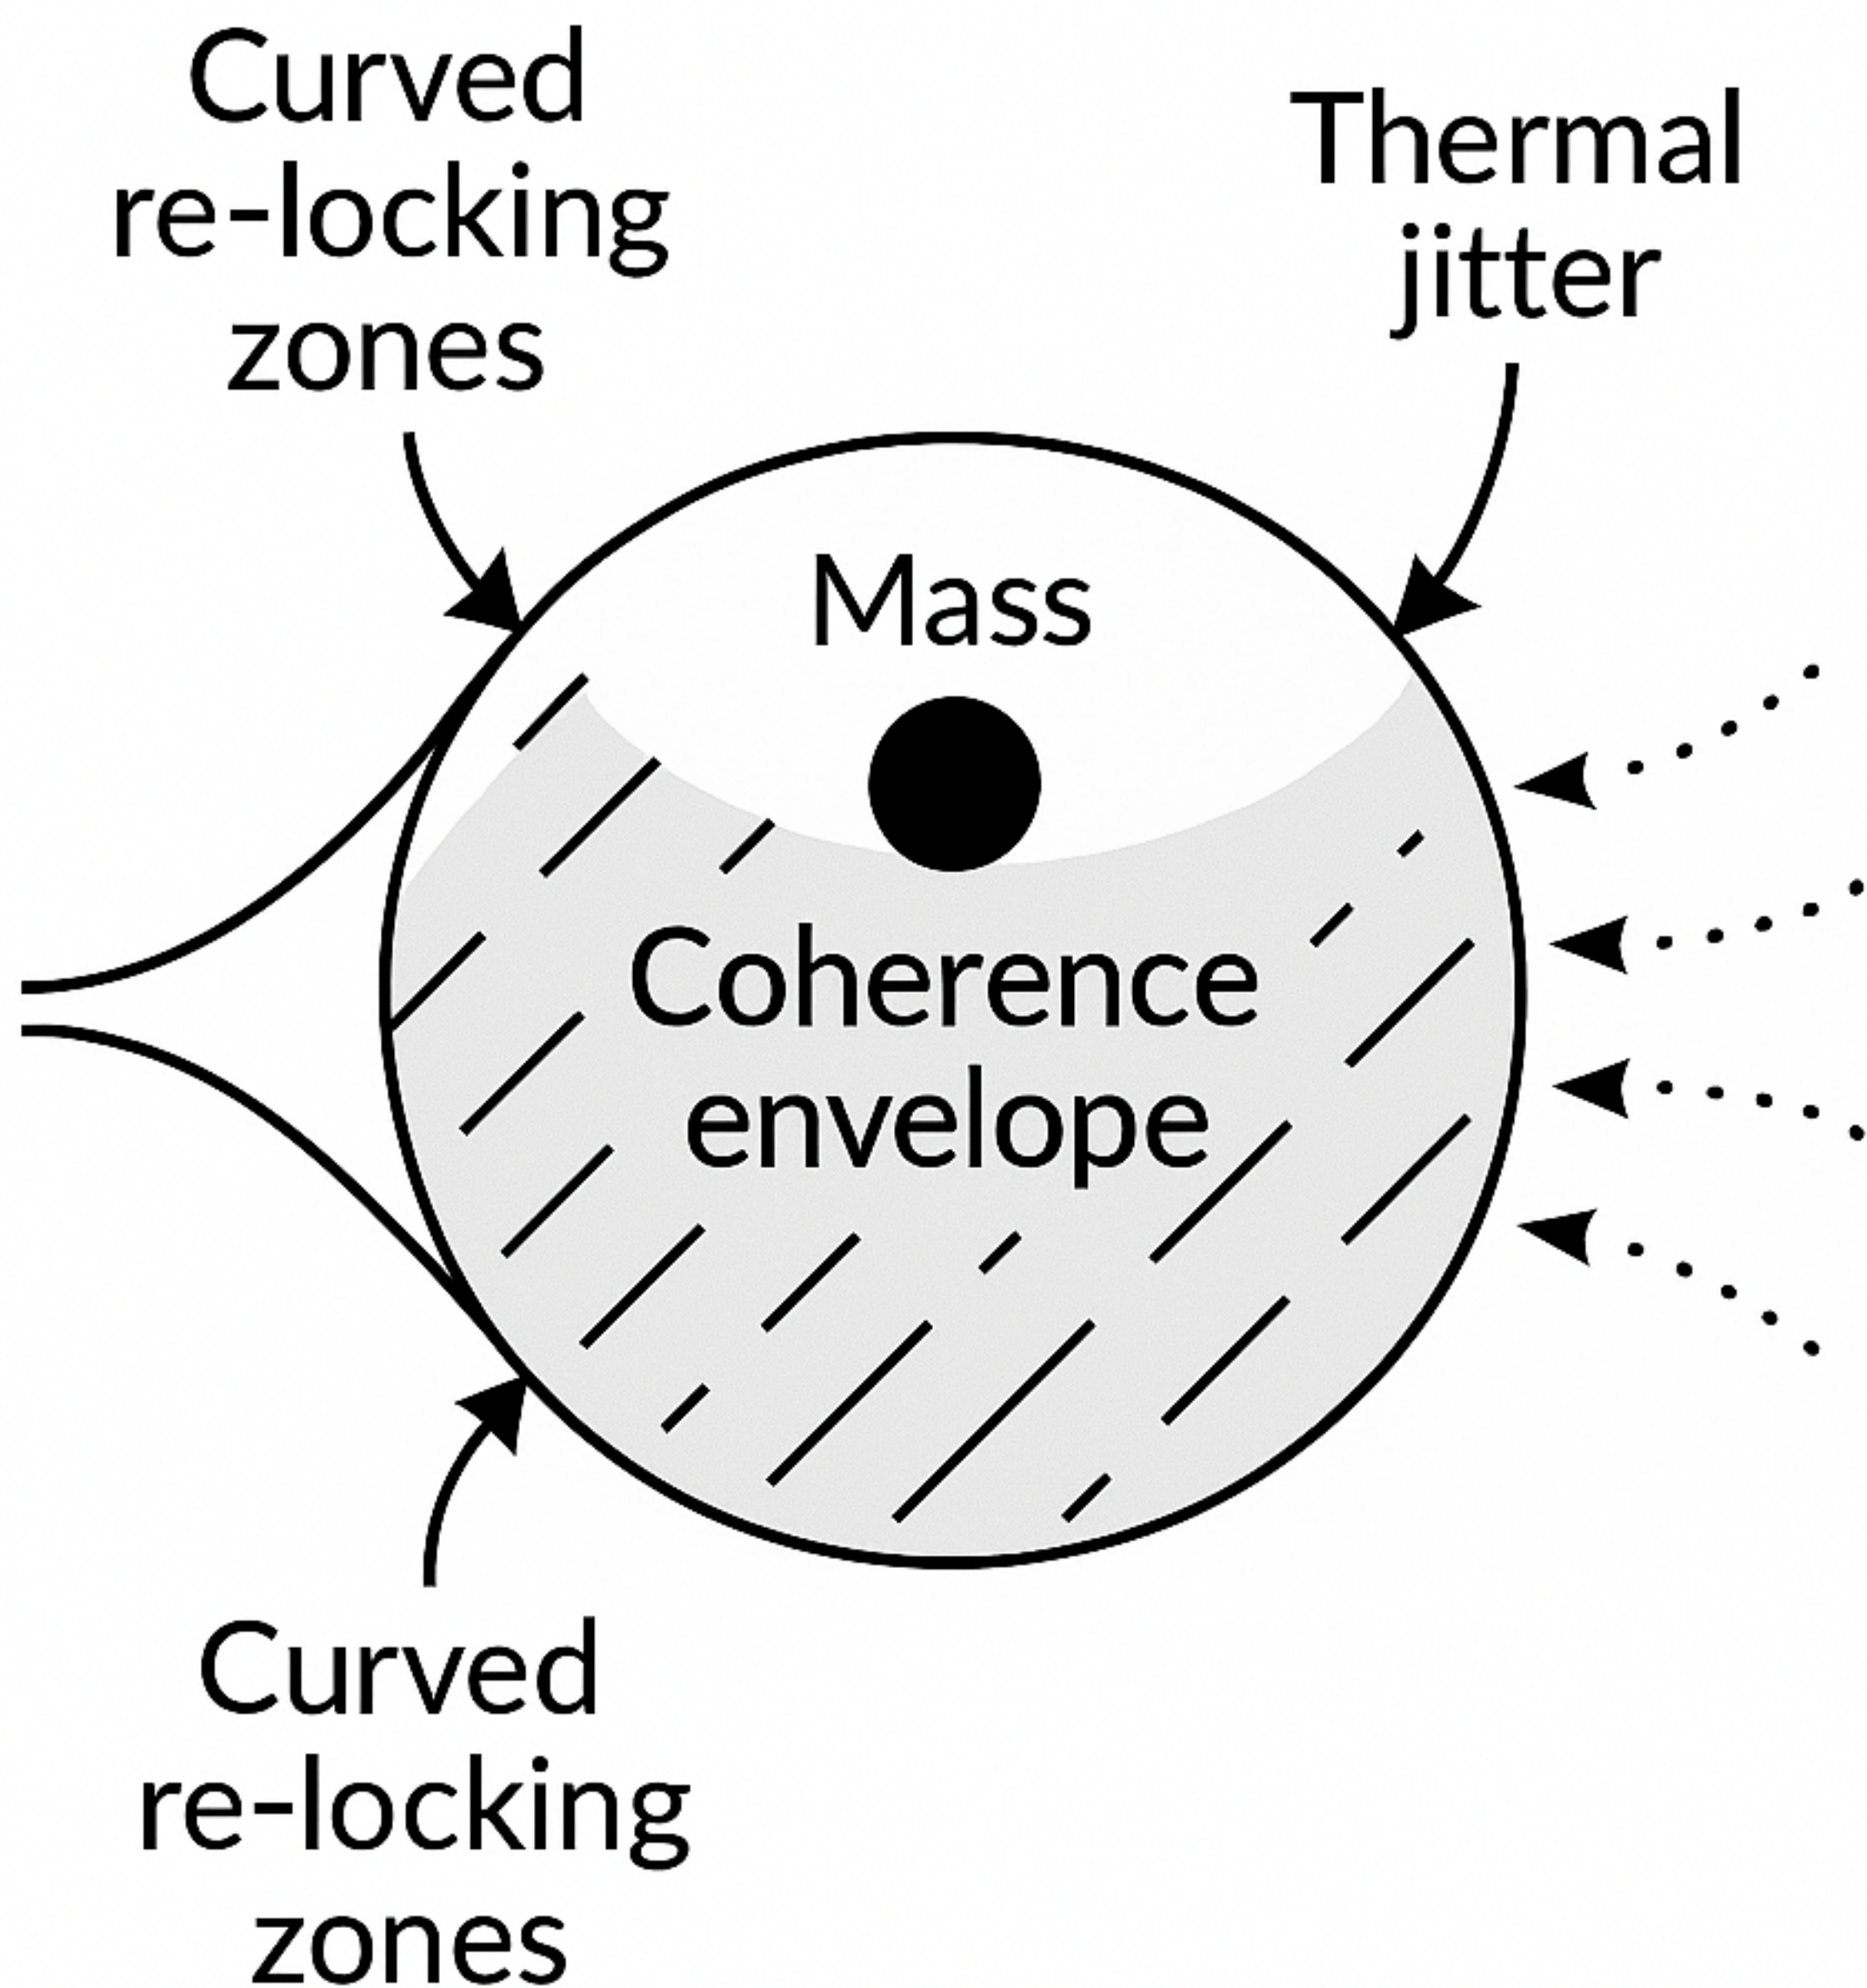 Curved
re-locking
zones
Thermal
jitter
Mass
Coherence
envelope
Curved
re-locking
zones